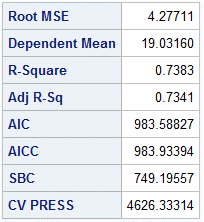 Root MSE 4.27711
Dependent Mean 19.03160
R-Square 0.7383
Adj R-Sq 0.7341
AIC 983.58827
AICC 983.93394
SBC 749.19557
CV PRESS 4626.33314